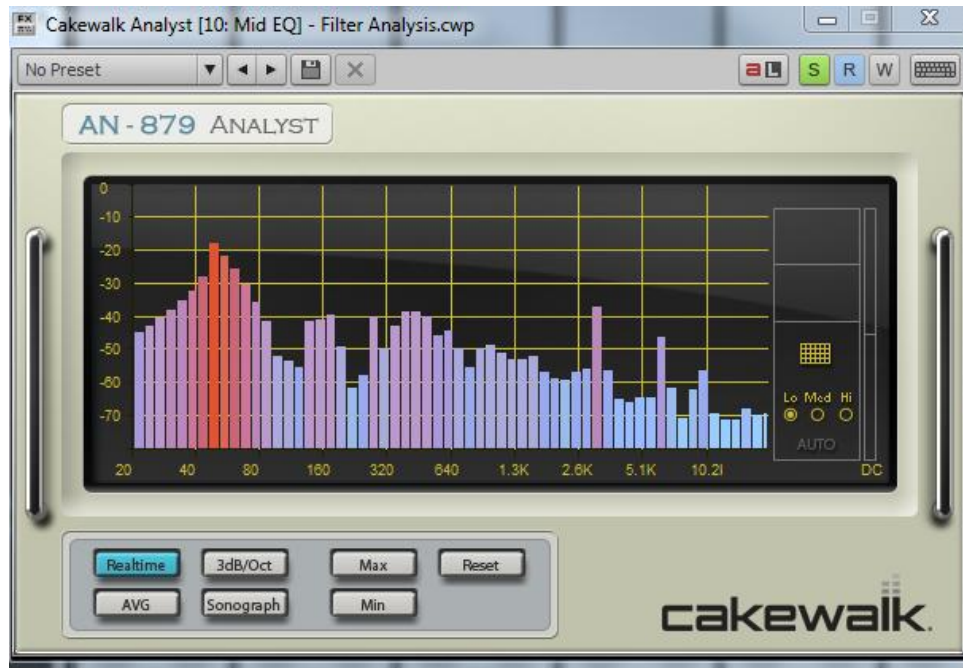 FX
Cakewalk Analyst [10: Mid EQ] - Filter Analysis.cwp
No Preset
S R W
AN - 879 ANALYST
0
-10
-20
-30
-40
-50
-60
-70
20 40 80 160 320 640 1.3K 2.6K 5.1K 10.2I DC
Lo Med Hi
AUTO
Realtime 3dB/Oct Max Reset
AVG Sonograph Min
cakewalk.